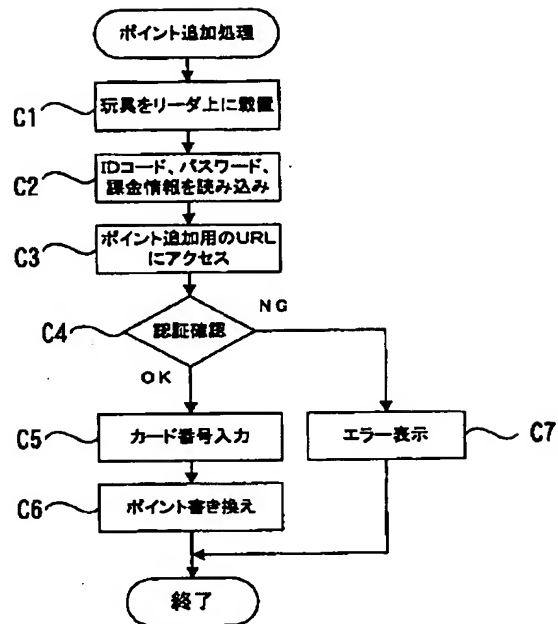 ポイント追加処理
C1
玩具をリーダ上に載置
C2
IDコード、パスワード、
課金情報を読み込み
C3
ポイント追加用のURL
にアクセス
C4
認証確認
NG
OK
C5
カード番号入力
エラー表示
C7
C6
ポイント書き換え
終了